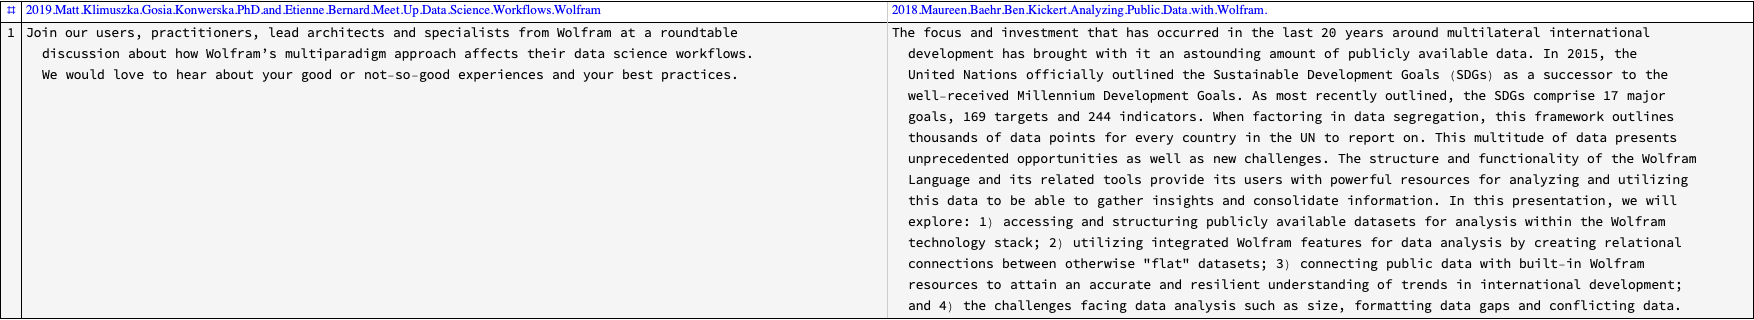 # 2019.Matt.Klimuszka.Gosia.Konwerska.PhD.and.Etienne.Bernard.Meet.Up.Data.Science.Workflows.Wolfram 2018.Maureen.Baehr.Ben.Kickert.Analyzing.Public.Data.with.Wolfram.
1 Join our users, practitioners, lead architects and specialists from Wolfram at a roundtable
discussion about how Wolfram’s multiparadigm approach affects their data science workflows.
We would love to hear about your good or not-so-good experiences and your best practices.
The focus and investment that has occurred in the last 20 years around multilateral international
development has brought with it an astounding amount of publicly available data. In 2015, the
United Nations officially outlined the Sustainable Development Goals (SDGs) as a successor to the
well-received Millennium Development Goals. As most recently outlined, the SDGs comprise 17 major
goals, 169 targets and 244 indicators. When factoring in data segregation, this framework outlines
thousands of data points for every country in the UN to report on. This multitude of data presents
unprecedented opportunities as well as new challenges. The structure and functionality of the Wolfram
Language and its related tools provide its users with powerful resources for analyzing and utilizing
this data to be able to gather insights and consolidate information. In this presentation, we will
explore: 1) accessing and structuring publicly available datasets for analysis within the Wolfram
technology stack; 2) utilizing integrated Wolfram features for data analysis by creating relational
connections between otherwise "flat" datasets; 3) connecting public data with built-in Wolfram
resources to attain an accurate and resilient understanding of trends in international development;
and 4) the challenges facing data analysis such as size, formatting data gaps and conflicting data.